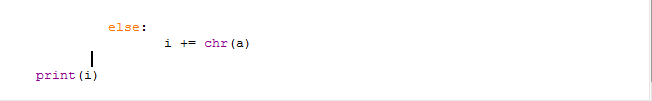 else:
i += chr(a)
print(i)